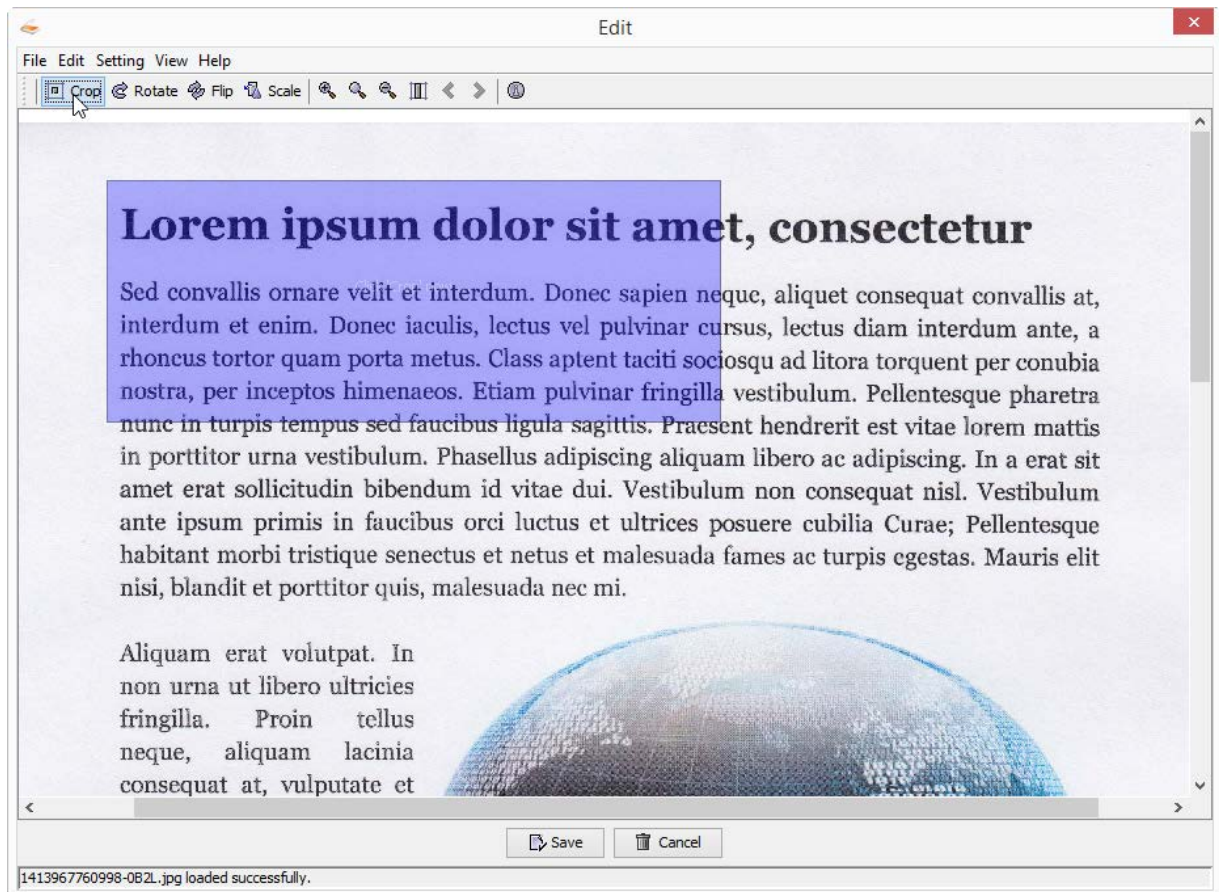 Edit
File Edit Setting View Help
Crop Rotate Flip Scale
Lorem ipsum dolor sit amet, consectetur
Sed convallis ornare velit et interdum. Donec sapien neque, aliquet consequat convallis at,
interdum et enim. Donec iaculis, lectus vel pulvinar cursus, lectus diam interdum ante, a
rhoncus tortor quam porta metus. Class aptent taciti sociosqu ad litora torquent per conubia
nostra, per inceptos himenaeos. Etiam pulvinar fringilla vestibulum. Pellentesque pharetra
nunc in turpis tempus sed faucibus ligula sagittis. Praesent hendrerit est vitae lorem mattis
in porttitor urna vestibulum. Phasellus adipiscing aliquam libero ac adipiscing. In a erat sit
amet erat sollicitudin bibendum id vitae dui. Vestibulum non consequat nisl. Vestibulum
ante ipsum primis in faucibus orci luctus et ultrices posuere cubilia Curae; Pellentesque
habitant morbi tristique senectus et netus et malesuada fames ac turpis egestas. Mauris elit
nisi, blandit et porttitor quis, malesuada nec mi.
Aliquam erat volutpat. In
non urna ut libero ultricies
fringilla. Proin tellus
neque, aliquam lacinia
consequat at, vulputate et
Save Cancel
1413967760998-0B2L.jpg loaded successfully.